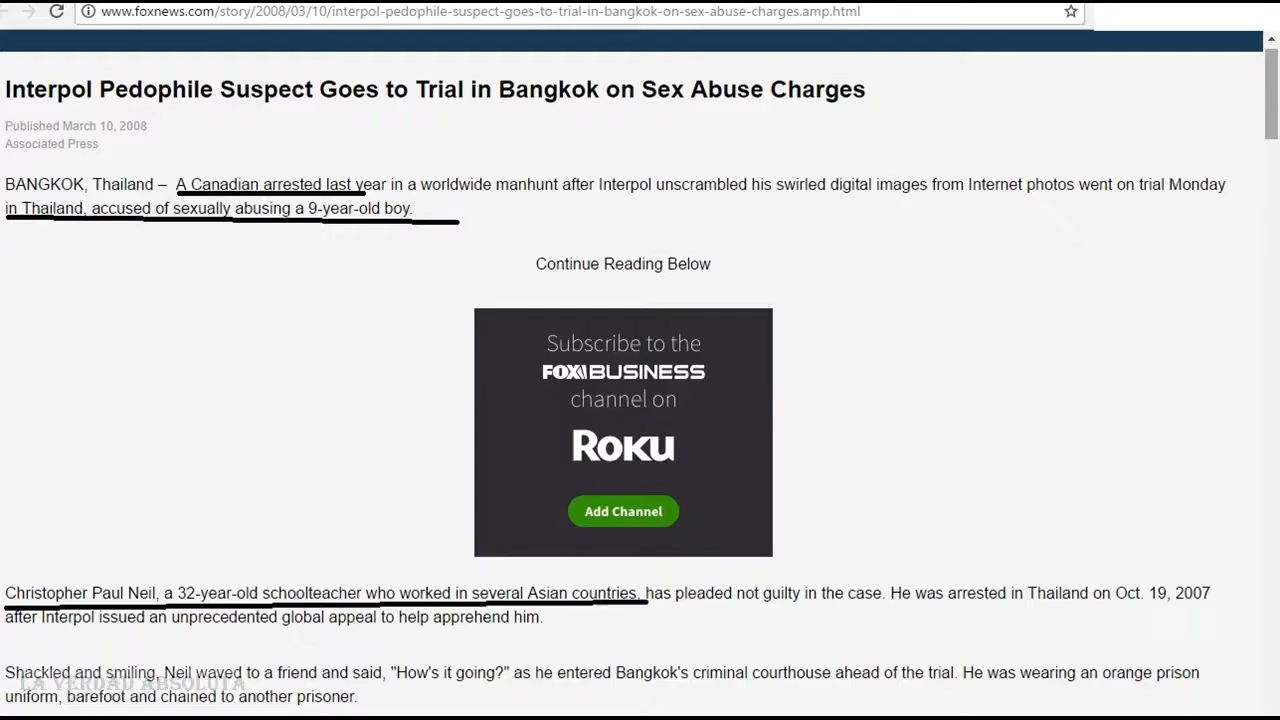 www.foxnews.com/story/2008/03/10/interpol-pedophile-suspect-goes-to-trial-in-bangkok-on-sex-abuse-charges.amp.html
Interpol Pedophile Suspect Goes to Trial in Bangkok on Sex Abuse Charges
Published March 10, 2008
Associated Press
BANGKOK, Thailand – A Canadian arrested last year in a worldwide manhunt after Interpol unscrambled his swirled digital images from Internet photos went on trial Monday
in Thailand, accused of sexually abusing a 9-year-old boy.
Continue Reading Below
Subscribe to the
FOX BUSINESS
channel on
ROKU
Add Channel
Christopher Paul Neil, a 32-year-old schoolteacher who worked in several Asian countries, has pleaded not guilty in the case. He was arrested in Thailand on Oct. 19, 2007
after Interpol issued an unprecedented global appeal to help apprehend him.
Shackled and smiling, Neil waved to a friend and said, "How's it going?" as he entered Bangkok's criminal courthouse ahead of the trial. He was wearing an orange prison
LA VERDAD ABSOLUTA
uniform, barefoot and chained to another prisoner.